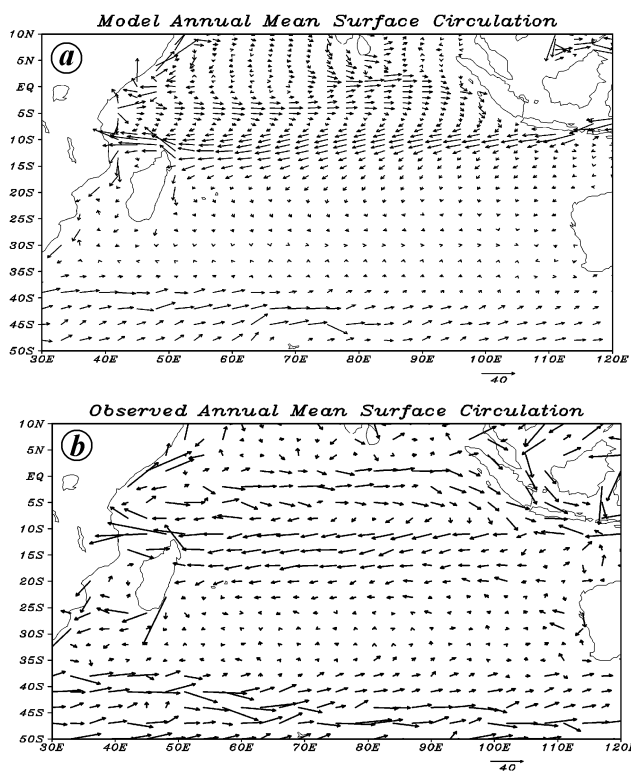 Model Annual Mean Surface Circulation
a
10N
5N
EQ
5S
10S
15S
20S
25S
30S
35S
40S
45S
50S
30E 40E 50E 60E 70E 80E 90E 100E 110E 120E
40
Observed Annual Mean Surface Circulation
b
10N
5N
EQ
5S
10S
15S
20S
25S
30S
35S
40S
45S
50S
30E 40E 50E 60E 70E 80E 90E 100E 110E 120E
40